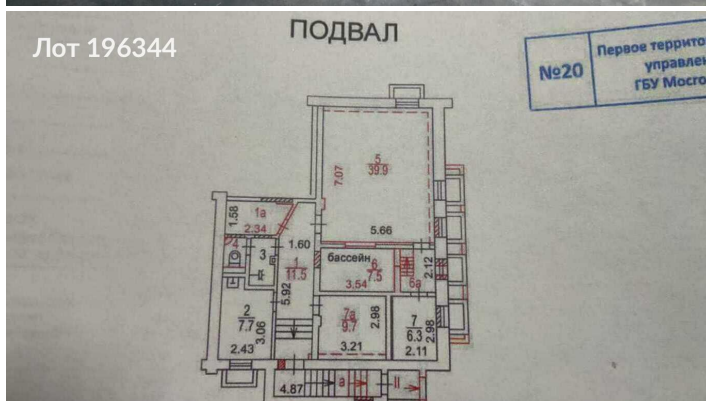 ПОДВАЛ
Лот 196344
№20
Первое террито
управлен
ГБУ Мосго
5
39.9
7.07
5.66
1а
1.58
2.34
1.60
4
3
1
11.5
бассейн
6
7.5
3.54
6а
2.12
5.92
2
7.7
3.06
2.43
7а
9.7
2.98
3.21
7
6.3
2.98
2.11
4.87
а
II